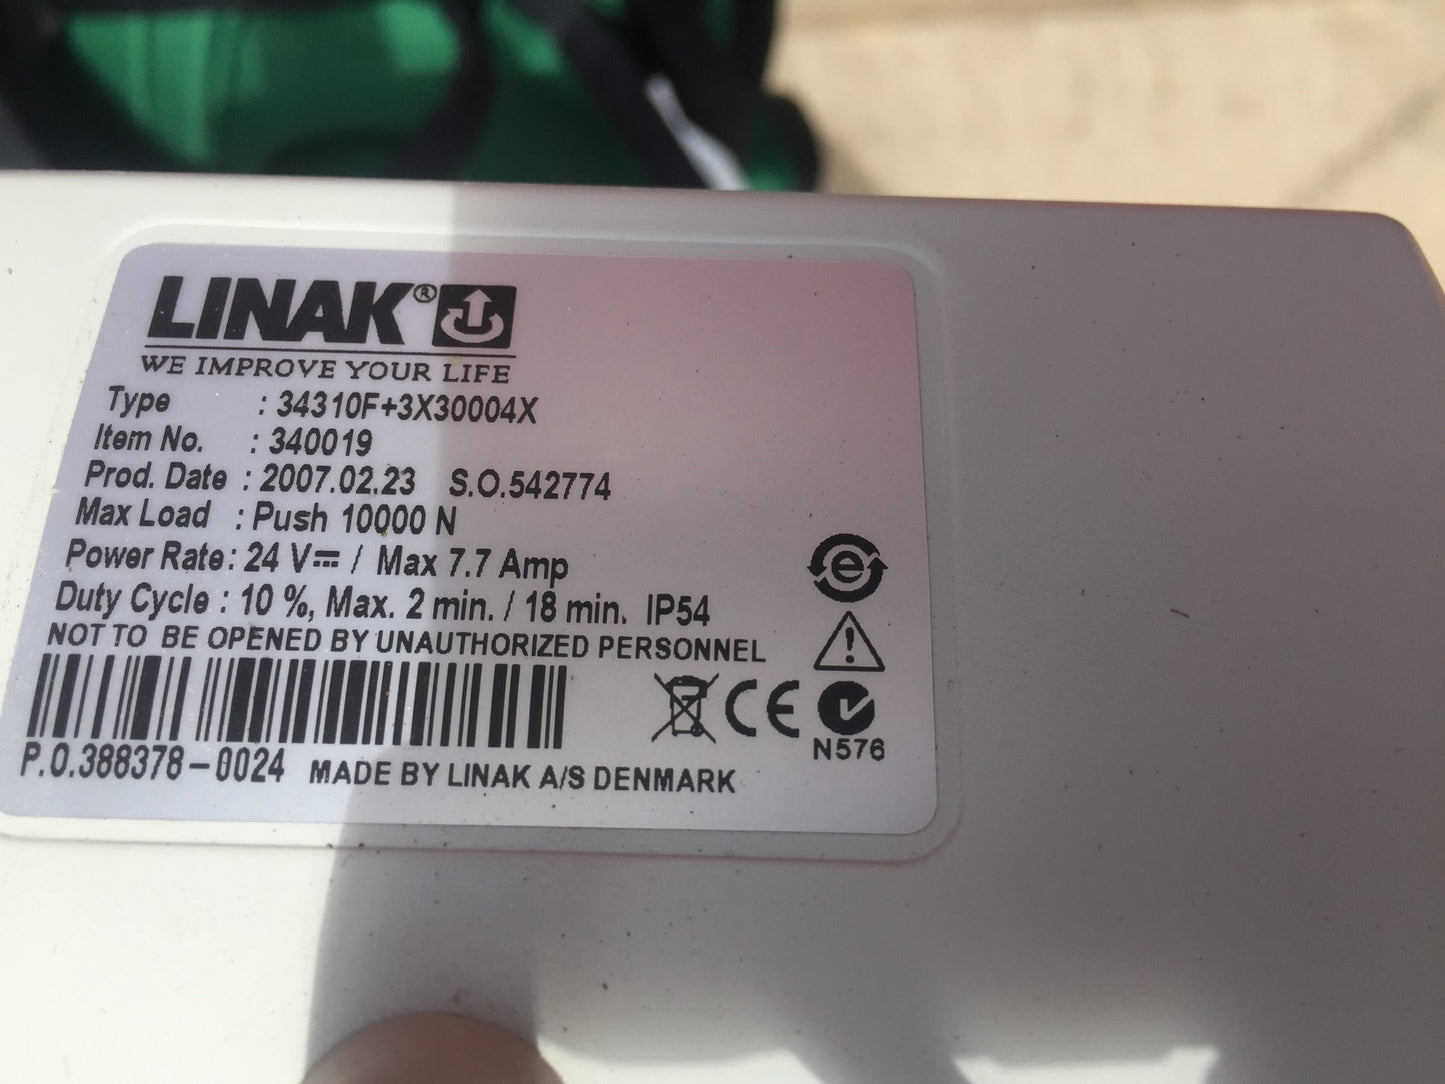 LINAK®
WE IMPROVE YOUR LIFE
Type : 34310F+3X30004X
Item No. : 340019
Prod. Date : 2007.02.23 S.O.542774
Max Load : Push 10000 N
Power Rate: 24 V⎓ / Max 7.7 Amp
Duty Cycle : 10 %, Max. 2 min. / 18 min. IP54
NOT TO BE OPENED BY UNAUTHORIZED PERSONNEL
e
CE
N576
P.O.388378-0024 MADE BY LINAK A/S DENMARK